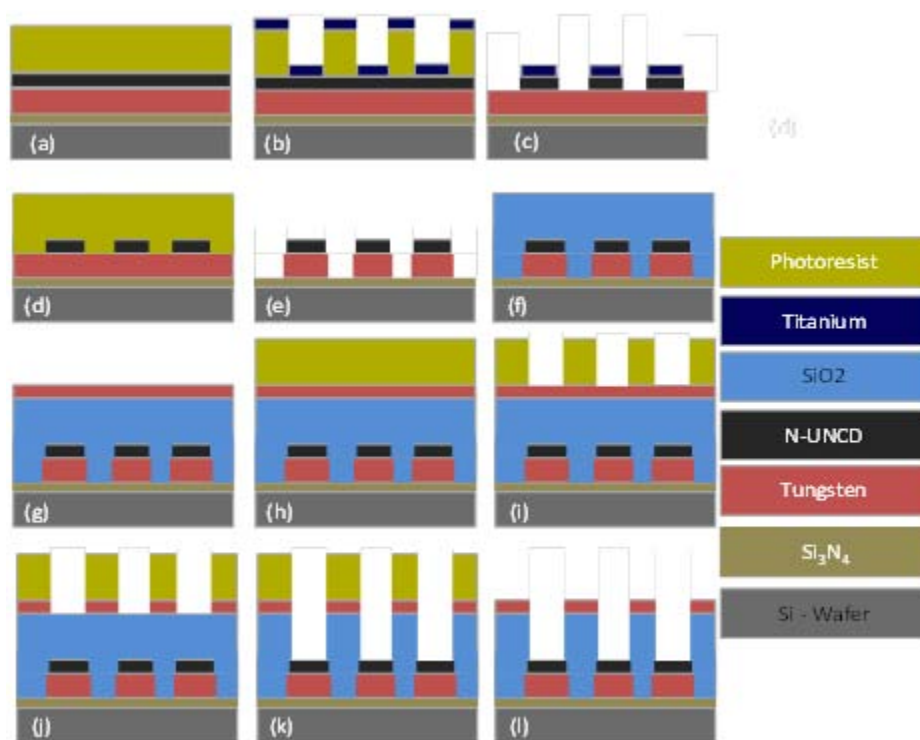 (a)
(b)
(c)
(d)
(d)
(e)
(f)
(g)
(h)
(i)
(j)
(k)
(l)
Photoresist
Titanium
SiO2
N-UNCD
Tungsten
Si₃N₄
Si - Wafer